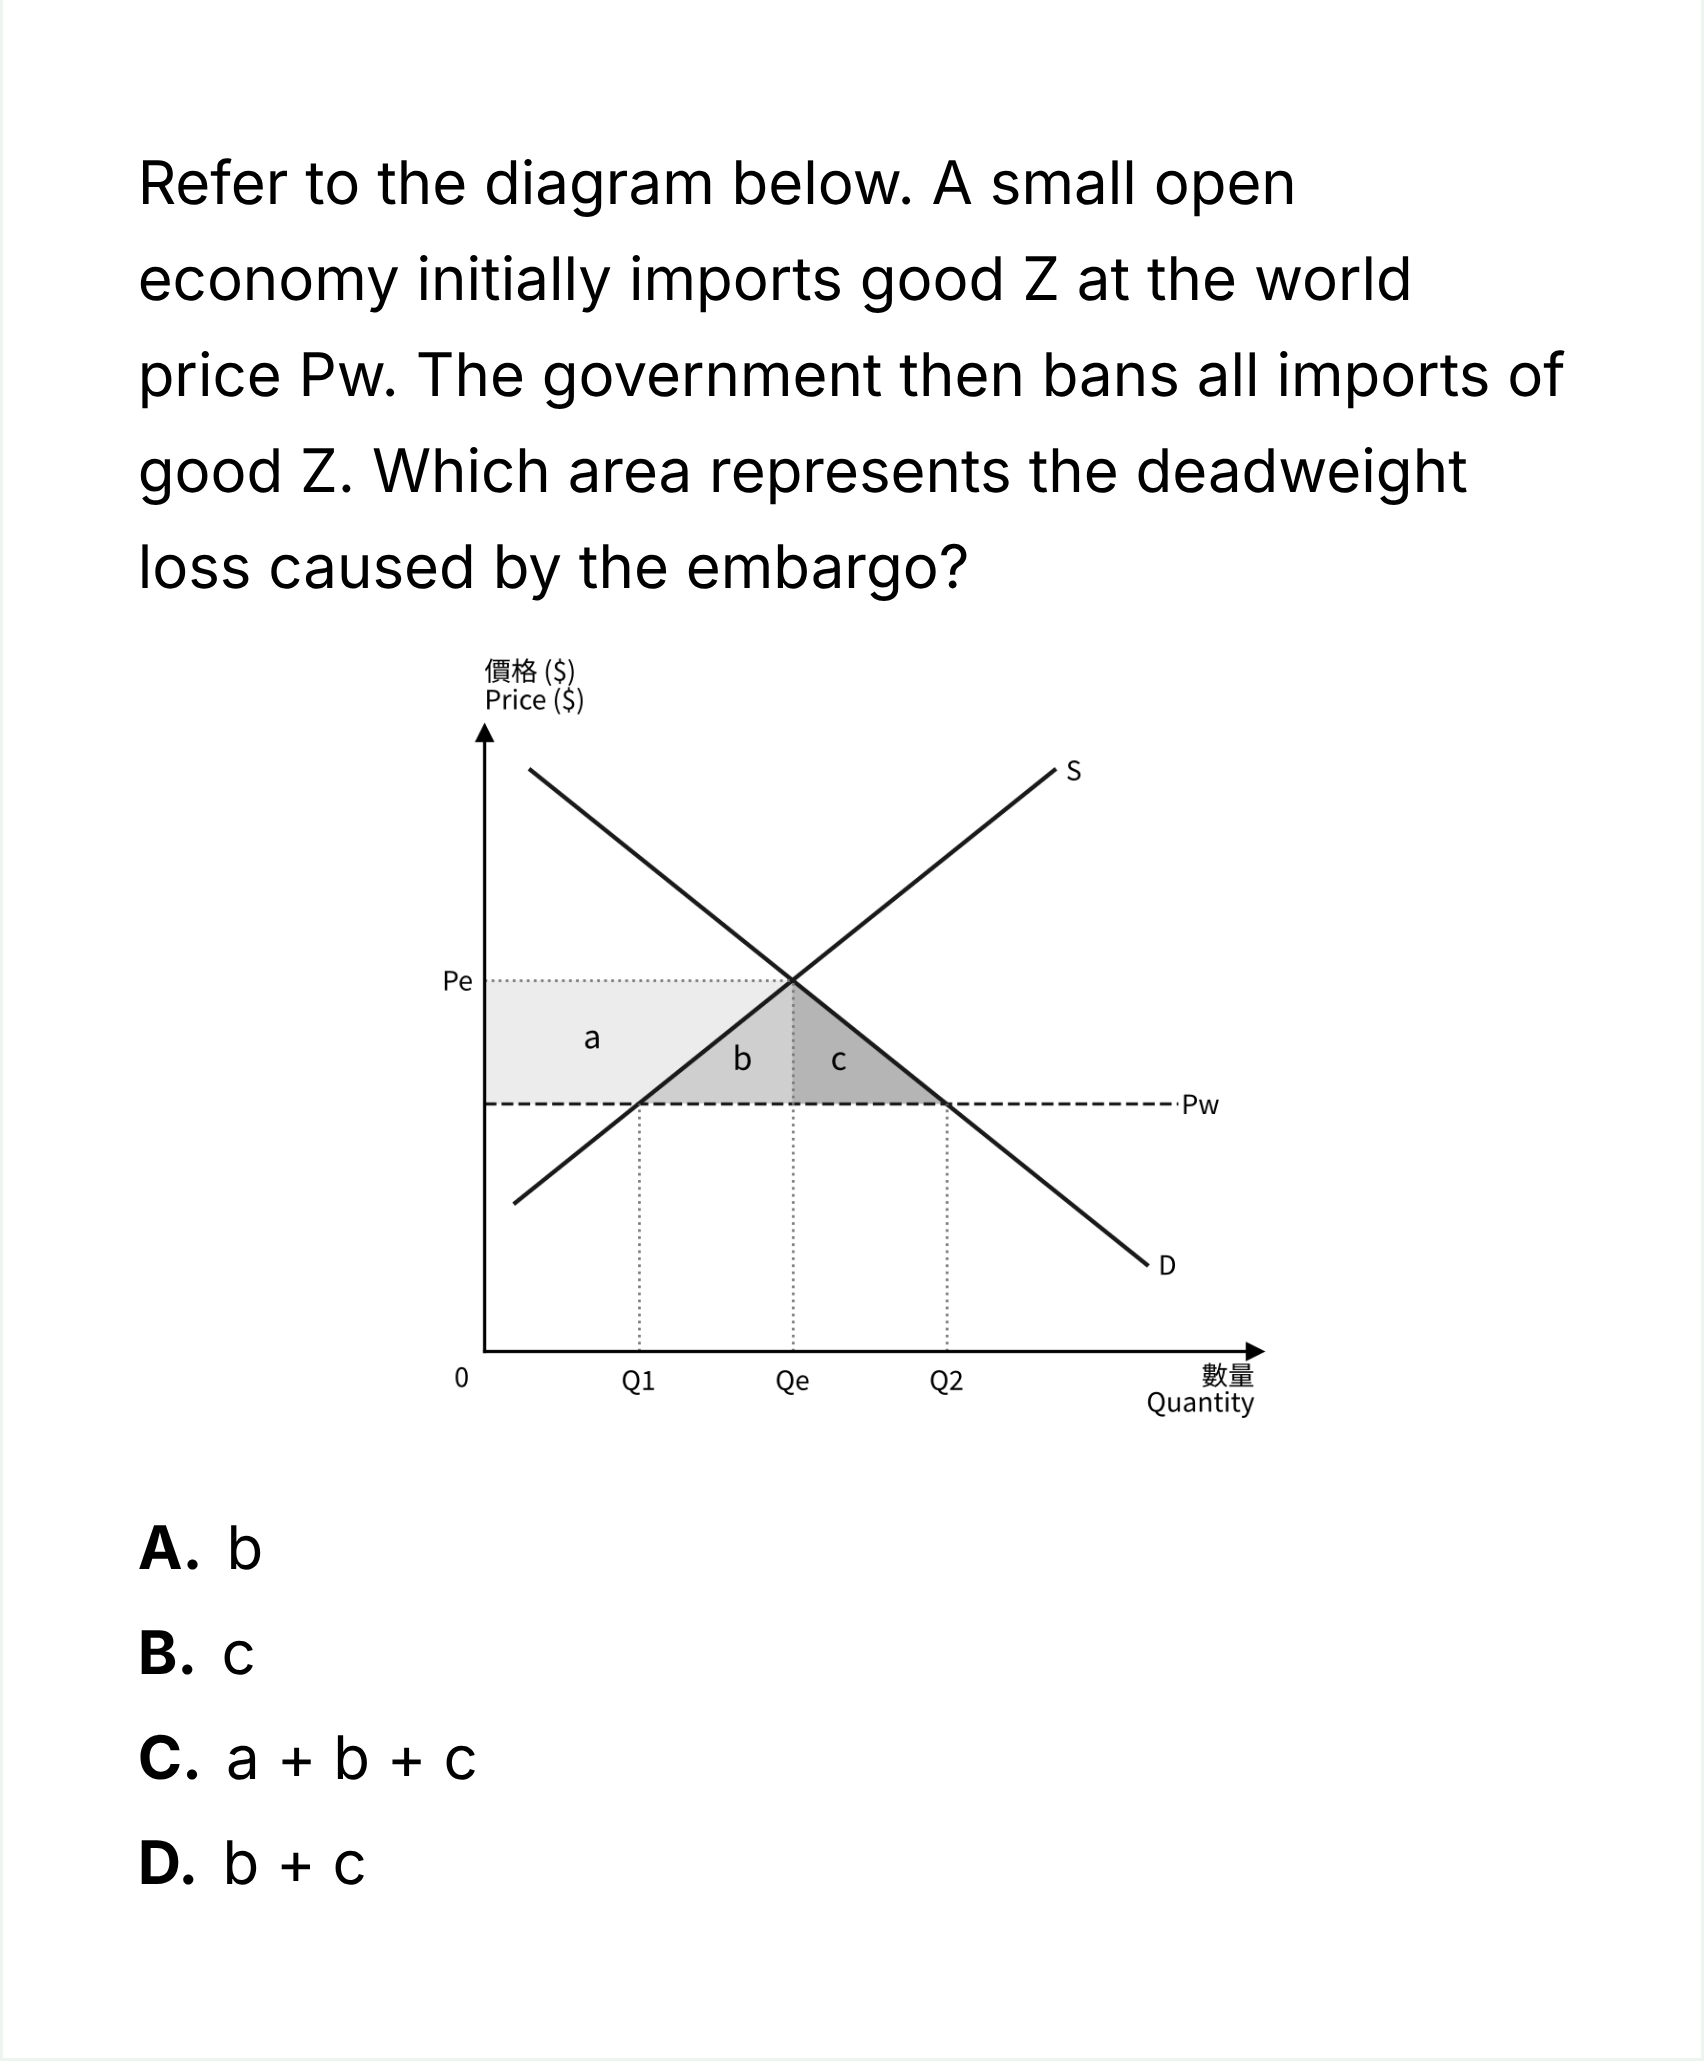 Refer to the diagram below. A small open
economy initially imports good Z at the world
price Pw. The government then bans all imports of
good Z. Which area represents the deadweight
loss caused by the embargo?
價格 ($)
Price ($)
S
Pe
a
b
c
Pw
D
0
Q1
Qe
Q2
數量
Quantity
A. b
B. c
C. a + b + c
D. b + c